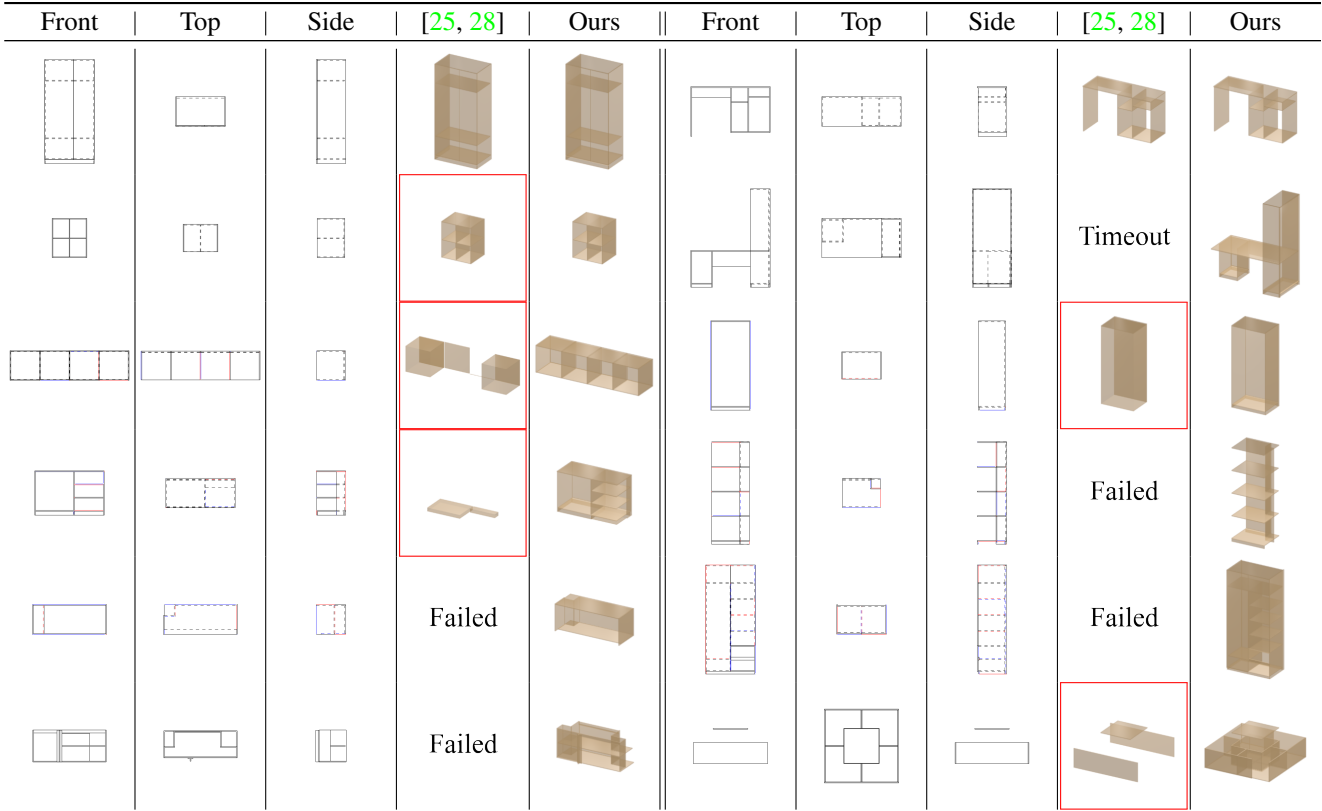 Front Top Side [25, 28] Ours Front Top Side [25, 28] Ours
Timeout
Failed
Failed
Failed
Failed